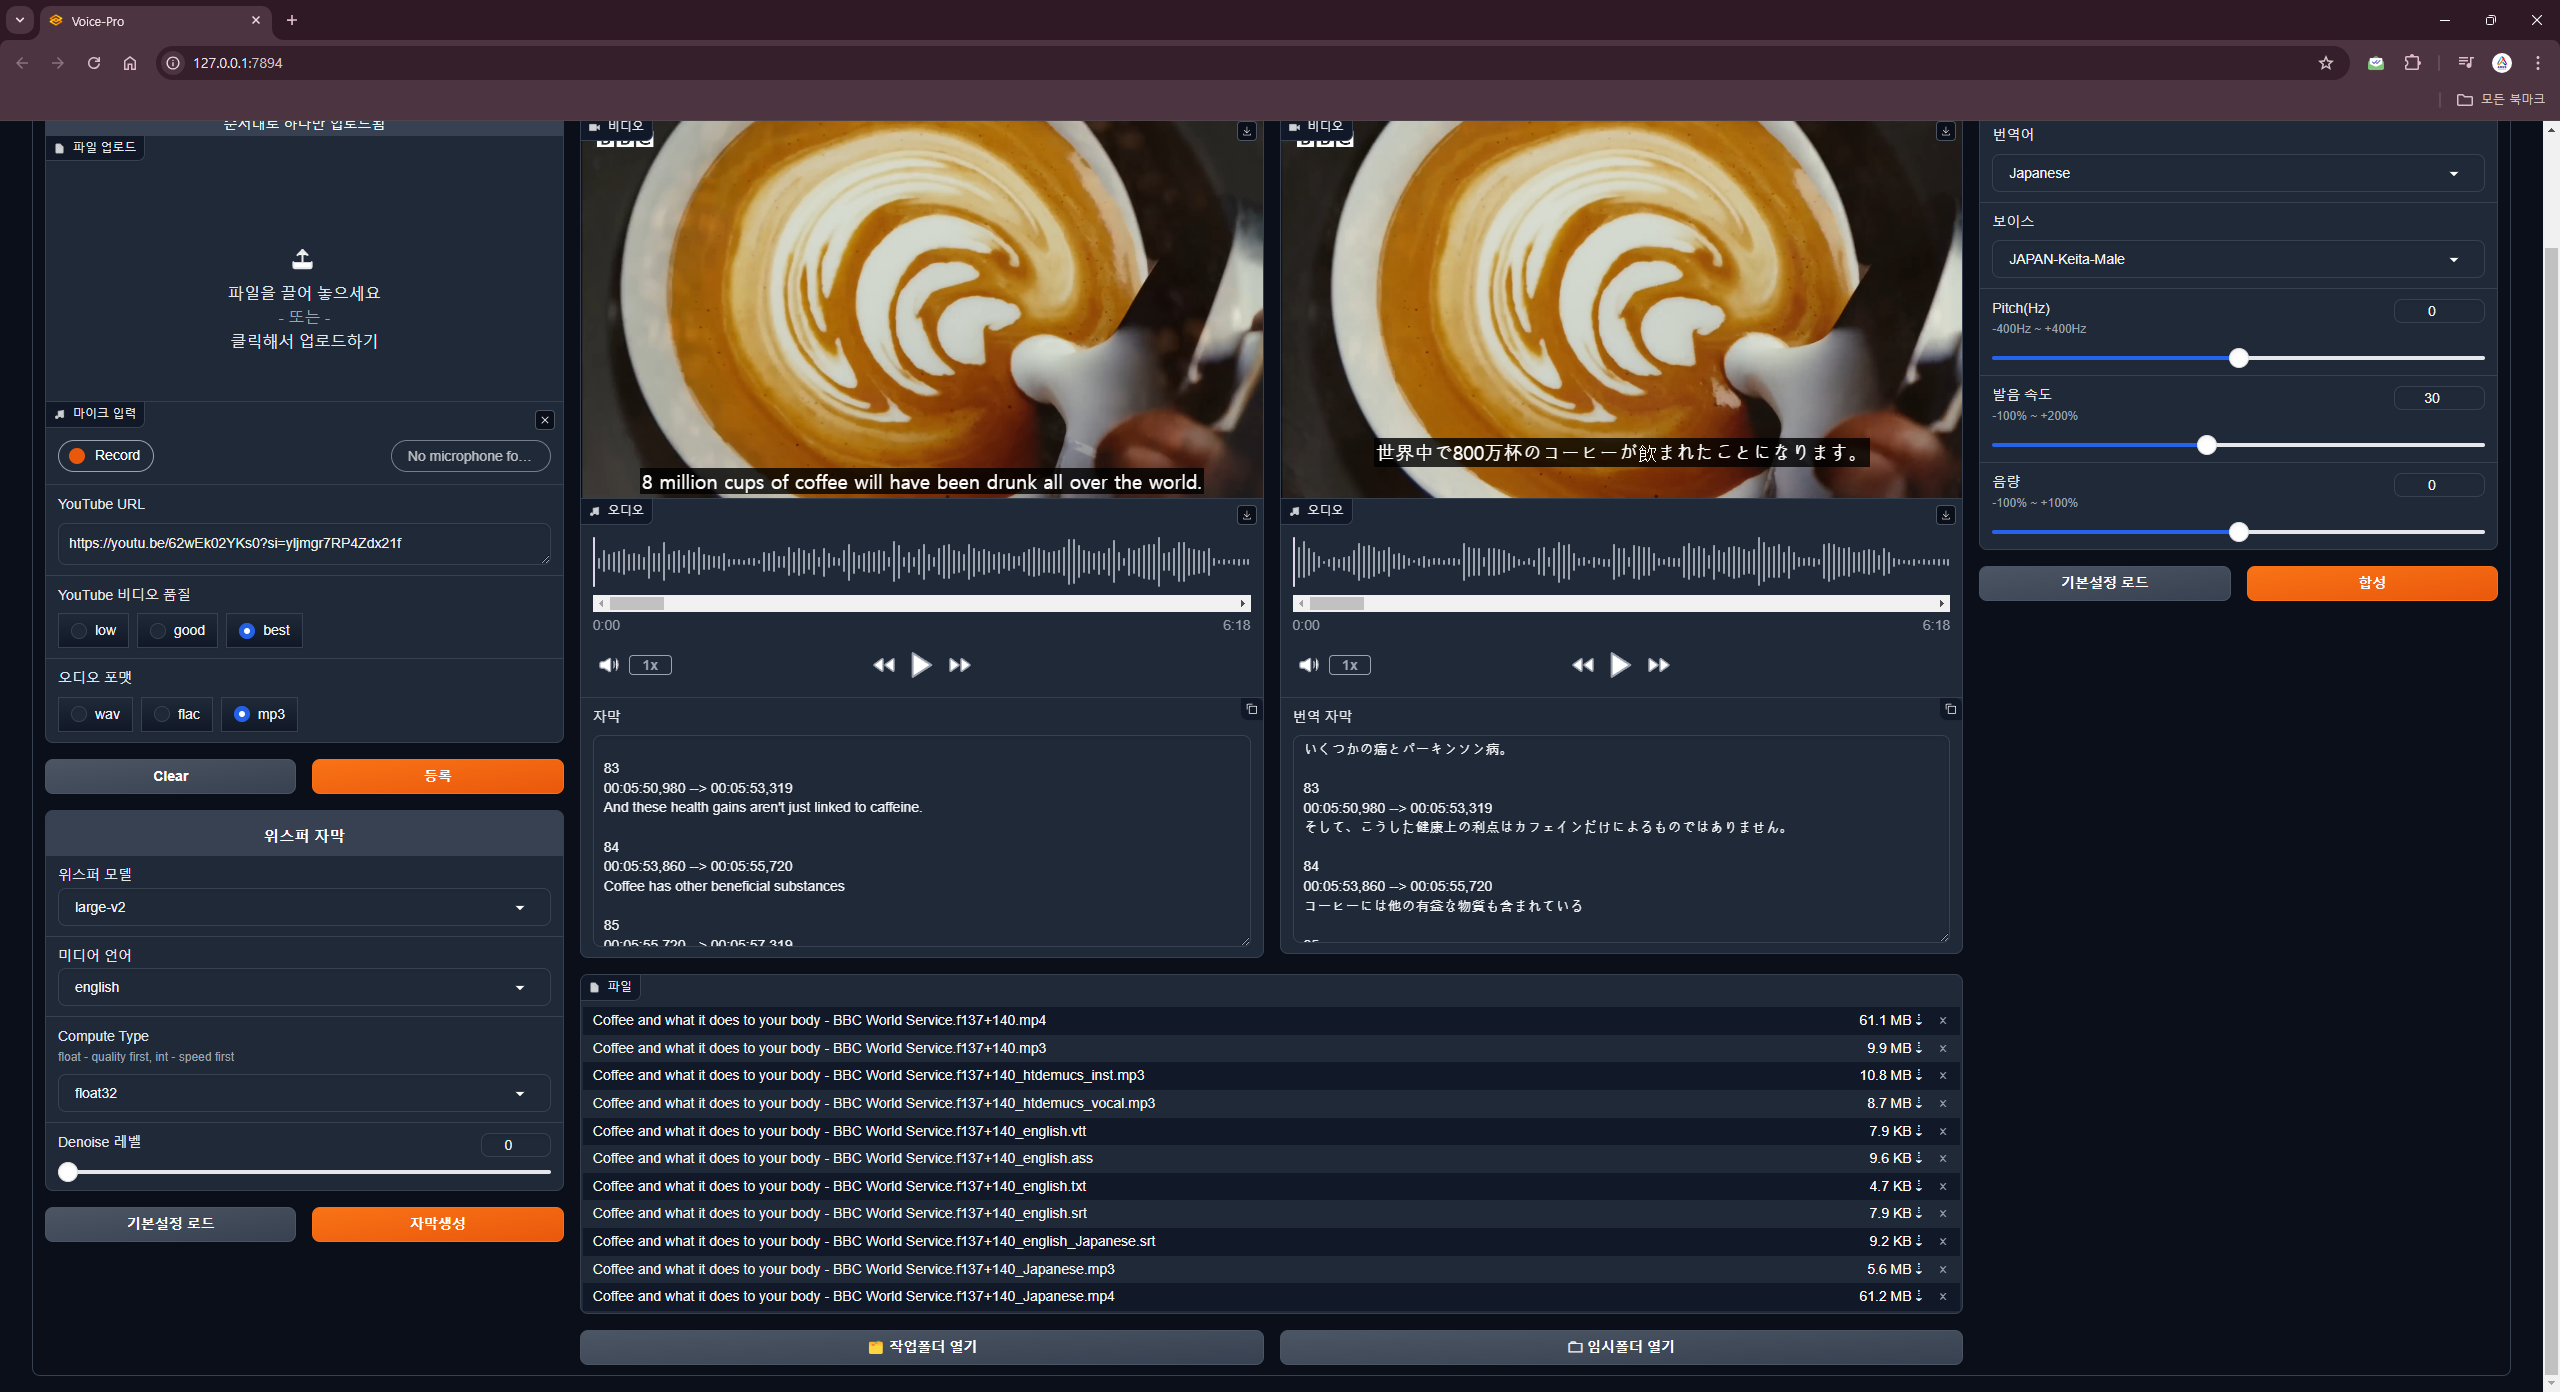 Voice-Pro
127.0.0.1:7894
모든 북마크
순서대로 하나만 업로드됨
파일 업로드
파일을 끌어 놓으세요
- 또는 -
클릭해서 업로드하기
마이크 입력
Record
No microphone fo...
YouTube URL
https://youtu.be/62wEk02YKs0?si=yljmgr7RP4Zdx21f
YouTube 비디오 품질
low
good
best
오디오 포맷
wav
flac
mp3
Clear
등록
위스퍼 자막
위스퍼 모델
large-v2
미디어 언어
english
Compute Type
float - quality first, int - speed first
float32
Denoise 레벨
0
기본설정 로드
자막생성
비디오
BBC
8 million cups of coffee will have been drunk all over the world.
오디오
0:00
6:18
1x
자막
83
00:05:50,980 --> 00:05:53,319
And these health gains aren't just linked to caffeine.
84
00:05:53,860 --> 00:05:55,720
Coffee has other beneficial substances
85
00:05:55,720 --> 00:05:57,319
비디오
BBC
世界中で800万杯のコーヒーが飲まれたことになります。
오디오
0:00
6:18
1x
번역 자막
いくつかの癌とパーキンソン病。
83
00:05:50,980 --> 00:05:53,319
そして、こうした健康上の利点はカフェインだけによるものではありません。
84
00:05:53,860 --> 00:05:55,720
コーヒーには他の有益な物質も含まれている
85
파일
Coffee and what it does to your body - BBC World Service.f137+140.mp4 61.1 MB ⇣ ×
Coffee and what it does to your body - BBC World Service.f137+140.mp3 9.9 MB ⇣ ×
Coffee and what it does to your body - BBC World Service.f137+140_htdemucs_inst.mp3 10.8 MB ⇣ ×
Coffee and what it does to your body - BBC World Service.f137+140_htdemucs_vocal.mp3 8.7 MB ⇣ ×
Coffee and what it does to your body - BBC World Service.f137+140_english.vtt 7.9 KB ⇣ ×
Coffee and what it does to your body - BBC World Service.f137+140_english.ass 9.6 KB ⇣ ×
Coffee and what it does to your body - BBC World Service.f137+140_english.txt 4.7 KB ⇣ ×
Coffee and what it does to your body - BBC World Service.f137+140_english.srt 7.9 KB ⇣ ×
Coffee and what it does to your body - BBC World Service.f137+140_english_Japanese.srt 9.2 KB ⇣ ×
Coffee and what it does to your body - BBC World Service.f137+140_Japanese.mp3 5.6 MB ⇣ ×
Coffee and what it does to your body - BBC World Service.f137+140_Japanese.mp4 61.2 MB ⇣ ×
작업폴더 열기
임시폴더 열기
번역어
Japanese
보이스
JAPAN-Keita-Male
Pitch(Hz)
0
-400Hz ~ +400Hz
발음 속도
30
-100% ~ +200%
음량
0
-100% ~ +100%
기본설정 로드
합성